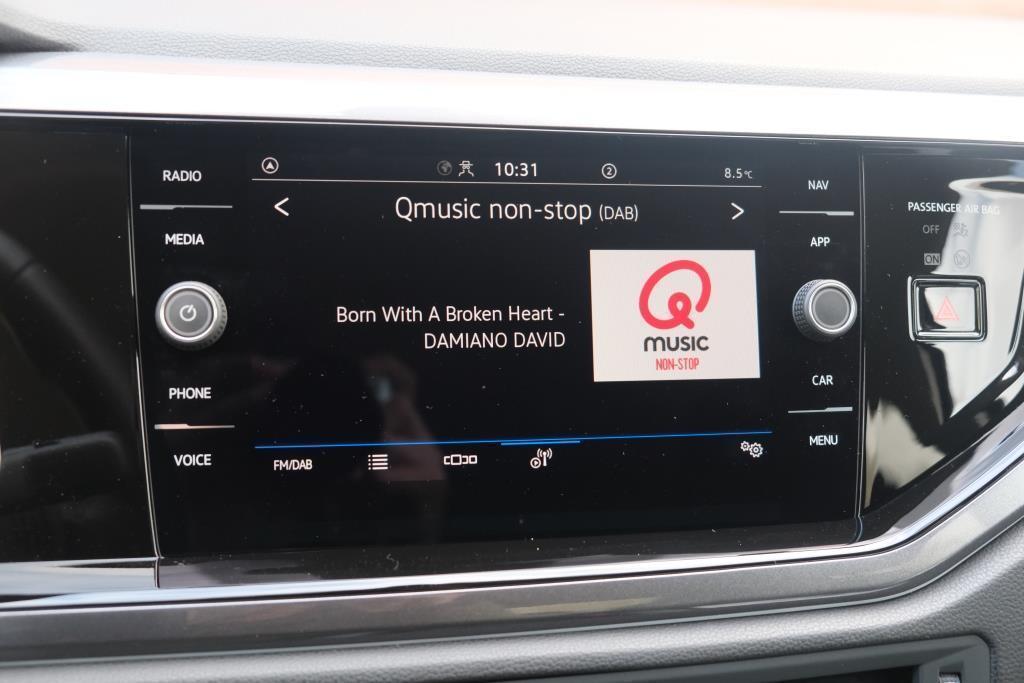 RADIO
MEDIA
PHONE
VOICE
10:31
2
8.5°C
Qmusic non-stop (DAB)
Born With A Broken Heart -
DAMIANO DAVID
MUSIC
NON-STOP
FM/DAB
NAV
APP
CAR
MENU
PASSENGER AIR BAG
OFF
ON